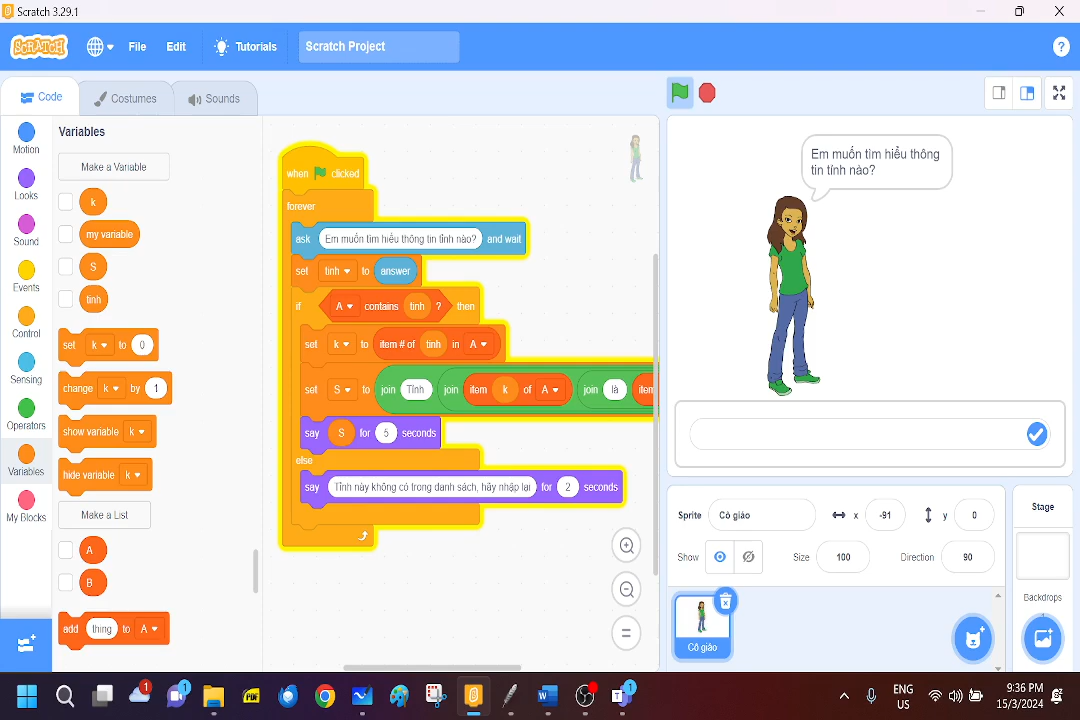 Scratch 3.29.1
SCRATCH
File
Edit
Tutorials
Scratch Project
?
Code
Costumes
Sounds
Motion
Looks
Sound
Events
Control
Sensing
Operators
Variables
My Blocks
Variables
Make a Variable
k
my variable
S
tinh
set k to 0
change k by 1
show variable k
hide variable k
Make a List
A
B
add thing to A
when clicked
forever
ask Em muốn tìm hiểu thông tin tỉnh nào? and wait
set tinh to answer
if A contains tinh ? then
set k to item # of tinh in A
set S to join Tỉnh join item k of A join là item
say S for 5 seconds
else
say Tỉnh này không có trong danh sách, hãy nhập lại for 2 seconds
Em muốn tìm hiểu thông
tin tỉnh nào?
Sprite Cô giáo x -91 y 0
Show Size 100 Direction 90
Cô giáo
Stage
Backdrops
1
1
PDF
1
ENG
US
9:36 PM
15/3/2024